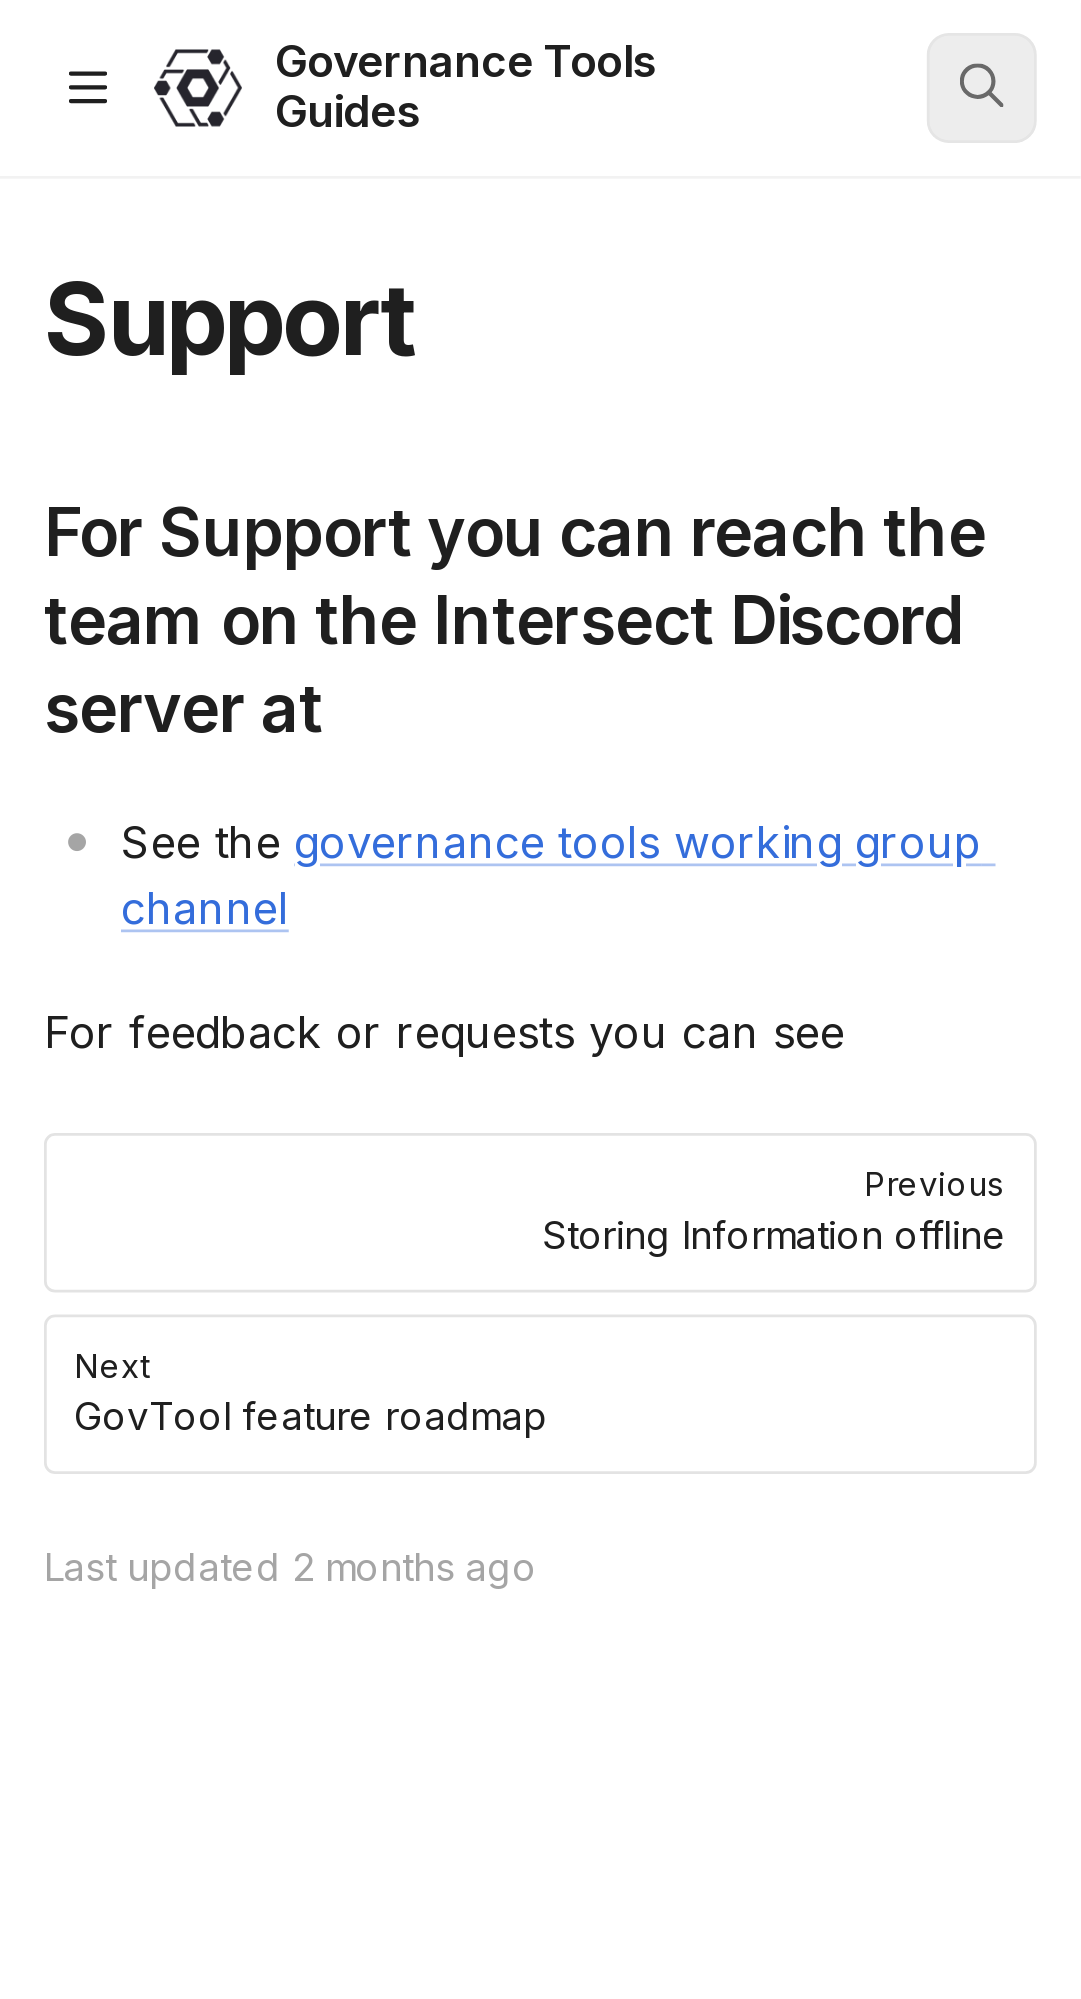 Governance Tools
Guides
Support
For Support you can reach the
team on the Intersect Discord
server at
See the governance tools working group
channel
For feedback or requests you can see
Previous
Storing Information offline
Next
GovTool feature roadmap
Last updated 2 months ago